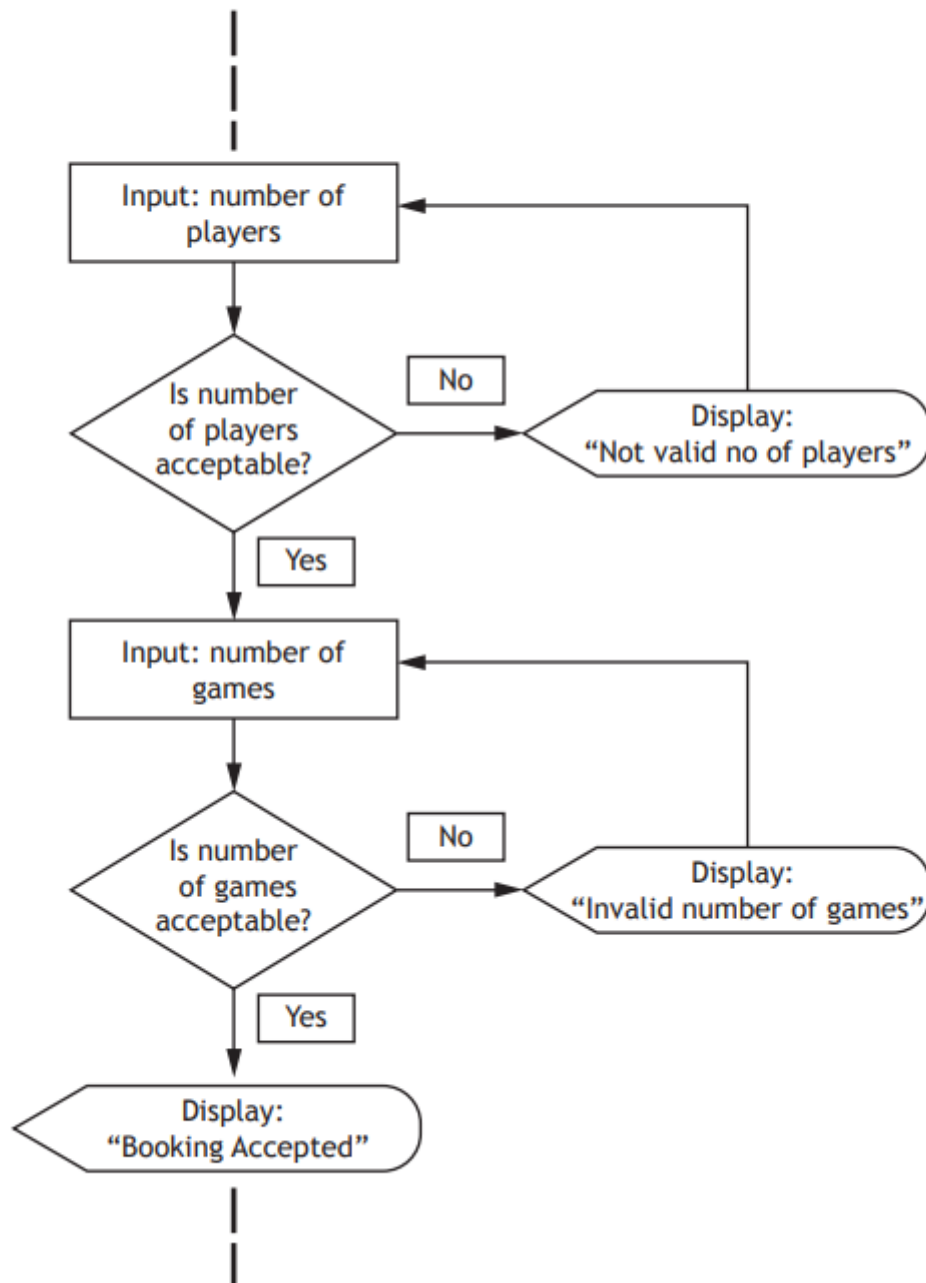 Input: number of
players
Is number
of players
acceptable?
No
Display:
“Not valid no of players”
Yes
Input: number of
games
Is number
of games
acceptable?
No
Display:
“Invalid number of games”
Yes
Display:
“Booking Accepted”